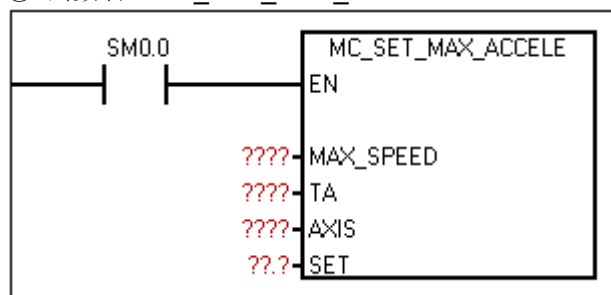 SM0.0
MC_SET_MAX_ACCELE
EN
???? MAX_SPEED
???? TA
???? AXIS
??.? SET